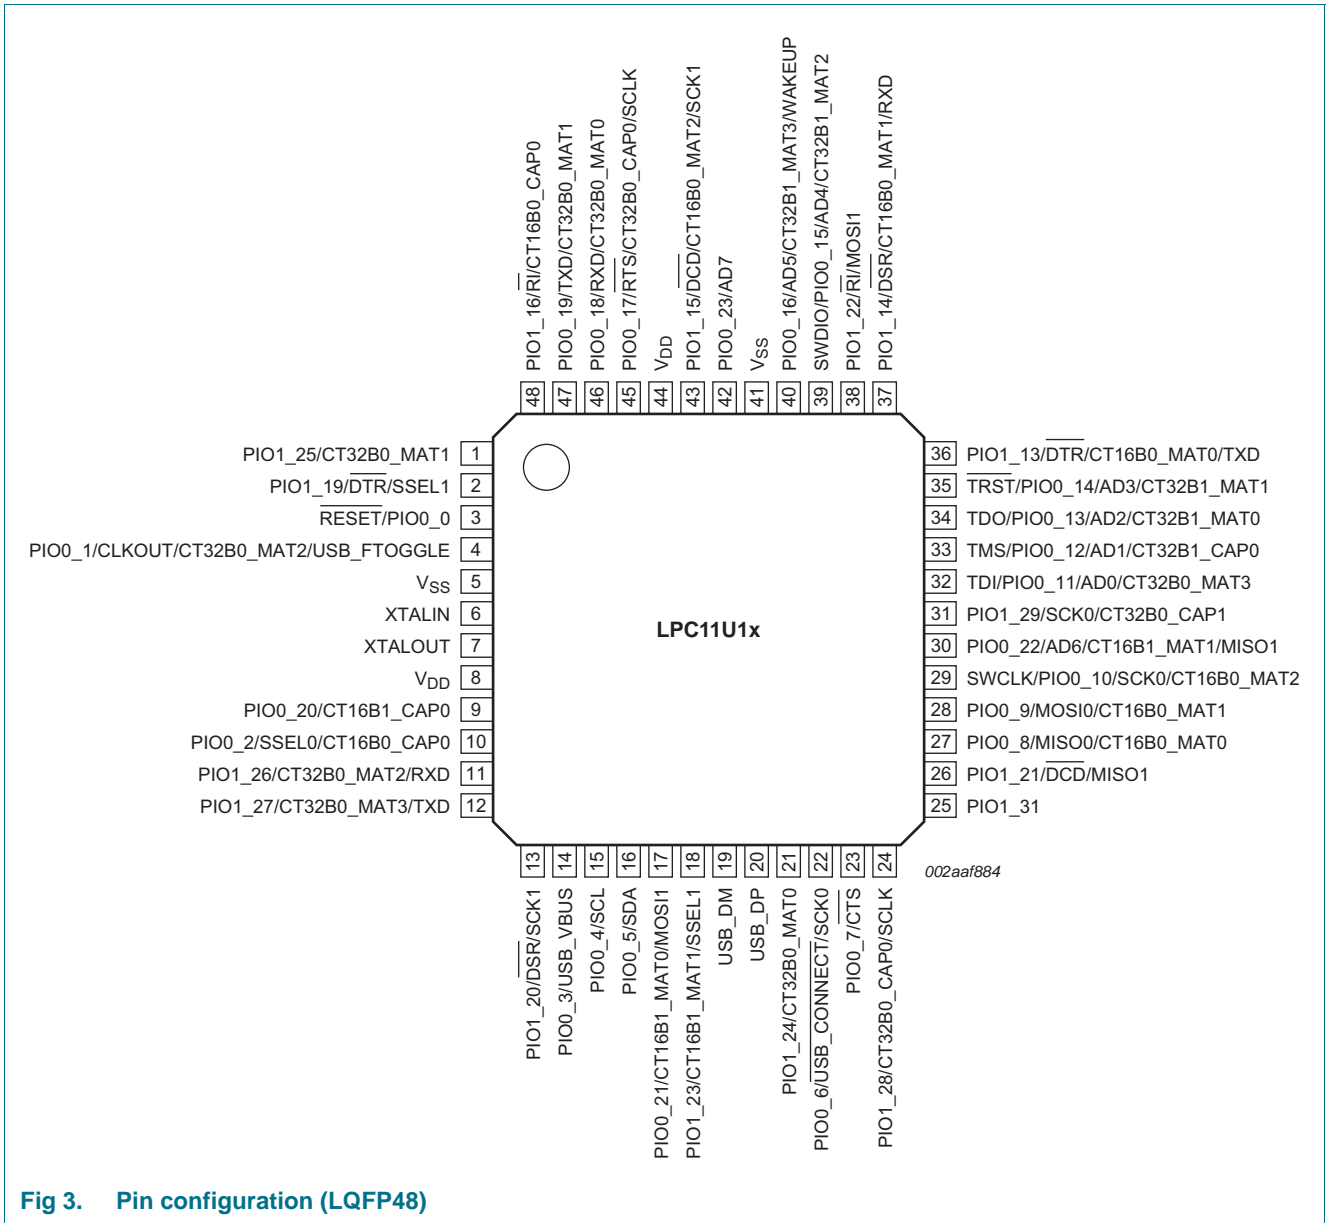 PIO1_16/RI/CT16B0_CAP0
PIO0_19/TXD/CT32B0_MAT1
PIO0_18/RXD/CT32B0_MAT0
PIO0_17/RTS/CT32B0_CAP0/SCLK
VDD
PIO1_15/DCD/CT16B0_MAT2/SCK1
PIO0_23/AD7
VSS
PIO0_16/AD5/CT32B1_MAT3/WAKEUP
SWDIO/PIO0_15/AD4/CT32B1_MAT2
PIO1_22/RI/MOSI1
PIO1_14/DSR/CT16B0_MAT1/RXD
48 47 46 45 44 43 42 41 40 39 38 37
PIO1_25/CT32B0_MAT1 1
PIO1_19/DTR/SSEL1 2
RESET/PIO0_0 3
PIO0_1/CLKOUT/CT32B0_MAT2/USB_FTOGGLE 4
VSS 5
XTALIN 6
XTALOUT 7
VDD 8
PIO0_20/CT16B1_CAP0 9
PIO0_2/SSEL0/CT16B0_CAP0 10
PIO1_26/CT32B0_MAT2/RXD 11
PIO1_27/CT32B0_MAT3/TXD 12
LPC11U1x
36 PIO1_13/DTR/CT16B0_MAT0/TXD
35 TRST/PIO0_14/AD3/CT32B1_MAT1
34 TDO/PIO0_13/AD2/CT32B1_MAT0
33 TMS/PIO0_12/AD1/CT32B1_CAP0
32 TDI/PIO0_11/AD0/CT32B0_MAT3
31 PIO1_29/SCK0/CT32B0_CAP1
30 PIO0_22/AD6/CT16B1_MAT1/MISO1
29 SWCLK/PIO0_10/SCK0/CT16B0_MAT2
28 PIO0_9/MOSI0/CT16B0_MAT1
27 PIO0_8/MISO0/CT16B0_MAT0
26 PIO1_21/DCD/MISO1
25 PIO1_31
13 14 15 16 17 18 19 20 21 22 23 24
002aaf884
PIO1_20/DSR/SCK1
PIO0_3/USB_VBUS
PIO0_4/SCL
PIO0_5/SDA
PIO0_21/CT16B1_MAT0/MOSI1
PIO1_23/CT16B1_MAT1/SSEL1
USB_DM
USB_DP
PIO1_24/CT32B0_MAT0
PIO0_6/USB_CONNECT/SCK0
PIO0_7/CTS
PIO1_28/CT32B0_CAP0/SCLK
Fig 3. Pin configuration (LQFP48)